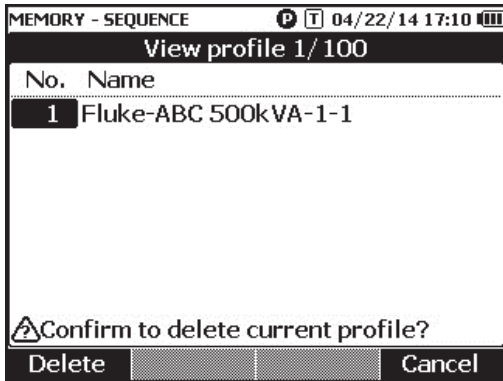 MEMORY - SEQUENCE P T 04/22/14 17:10
View profile 1/100
No. Name
1 Fluke-ABC 500kVA-1-1
Confirm to delete current profile?
Delete Cancel